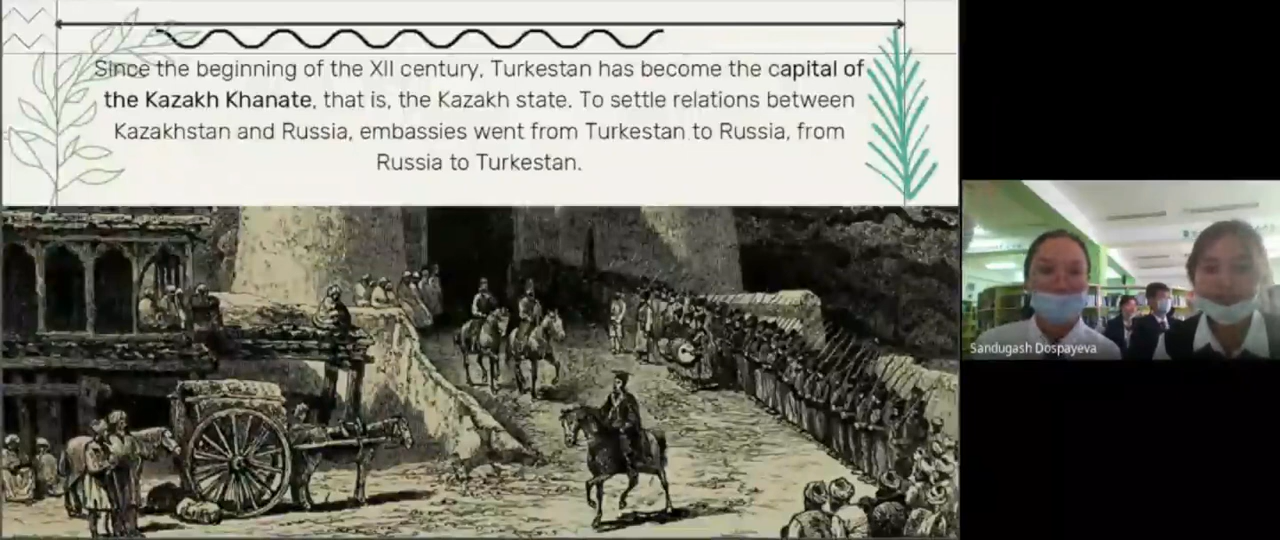 Since the beginning of the XII century, Turkestan has become the capital of
the Kazakh Khanate, that is, the Kazakh state. To settle relations between
Kazakhstan and Russia, embassies went from Turkestan to Russia, from
Russia to Turkestan.
Sandugash Dospayeva